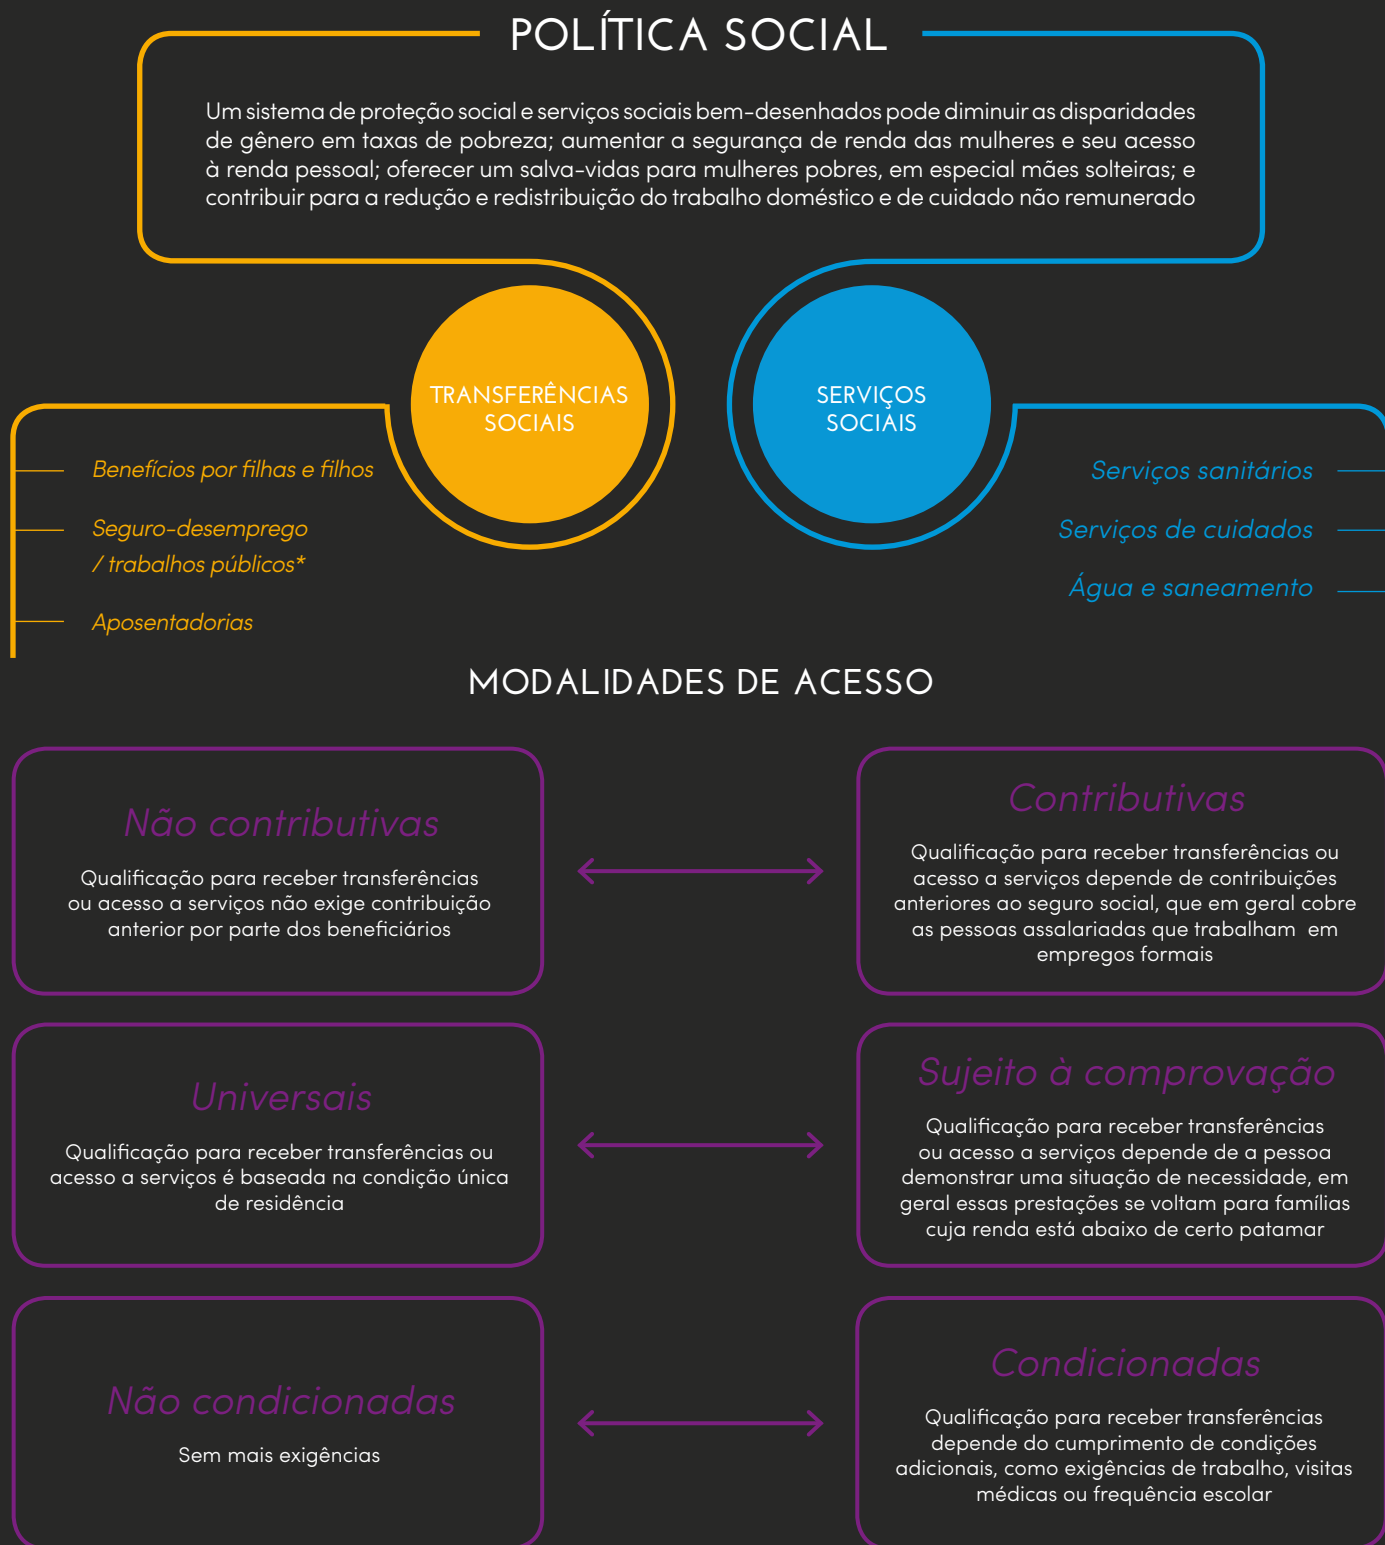 POLÍTICA SOCIAL
Um sistema de proteção social e serviços sociais bem-desenhados pode diminuir as disparidades
de gênero em taxas de pobreza; aumentar a segurança de renda das mulheres e seu acesso
à renda pessoal; oferecer um salva-vidas para mulheres pobres, em especial mães solteiras; e
contribuir para a redução e redistribuição do trabalho doméstico e de cuidado não remunerado
TRANSFERÊNCIAS
SOCIAIS
Benefícios por filhas e filhos
Seguro-desemprego
/ trabalhos públicos*
Aposentadorias
SERVIÇOS
SOCIAIS
Serviços sanitários
Serviços de cuidados
Água e saneamento
MODALIDADES DE ACESSO
Não contributivas
Qualificação para receber transferências
ou acesso a serviços não exige contribuição
anterior por parte dos beneficiários
Contributivas
Qualificação para receber transferências ou
acesso a serviços depende de contribuições
anteriores ao seguro social, que em geral cobre
as pessoas assalariadas que trabalham em
empregos formais
Universais
Qualificação para receber transferências ou
acesso a serviços é baseada na condição única
de residência
Sujeito à comprovação
Qualificação para receber transferências
ou acesso a serviços depende de a pessoa
demonstrar uma situação de necessidade, em
geral essas prestações se voltam para famílias
cuja renda está abaixo de certo patamar
Não condicionadas
Sem mais exigências
Condicionadas
Qualificação para receber transferências
depende do cumprimento de condições
adicionais, como exigências de trabalho, visitas
médicas ou frequência escolar